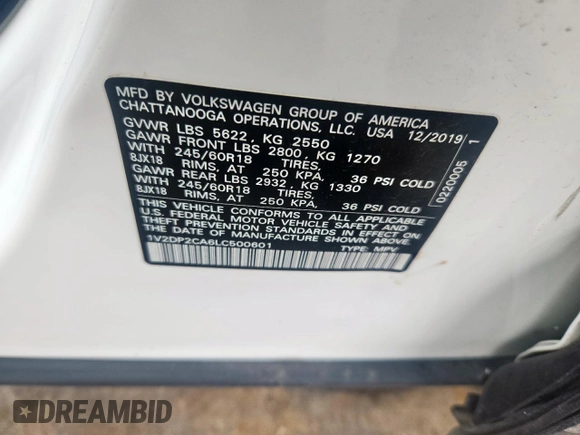 MFD BY VOLKSWAGEN GROUP OF AMERICA
CHATTANOOGA OPERATIONS, LLC. USA 12/2019
GVWR LBS 5622, KG 2550
GAWR FRONT LBS 2800, KG 1270
WITH 245/60R18 TIRES,
8JX18 RIMS, AT 250 KPA, 36 PSI COLD
GAWR REAR LBS 2932, KG 1330
WITH 245/60R18 TIRES,
8JX18 RIMS, AT 250 KPA, 36 PSI COLD
THIS VEHICLE CONFORMS TO ALL APPLICABLE
U.S. FEDERAL MOTOR VEHICLE SAFETY AND
THEFT PREVENTION STANDARDS IN EFFECT ON
THE DATE OF MANUFACTURE SHOWN ABOVE.
1V2DP2CA6LC500601 TYPE: MPV
0220005 1
DREAMBID